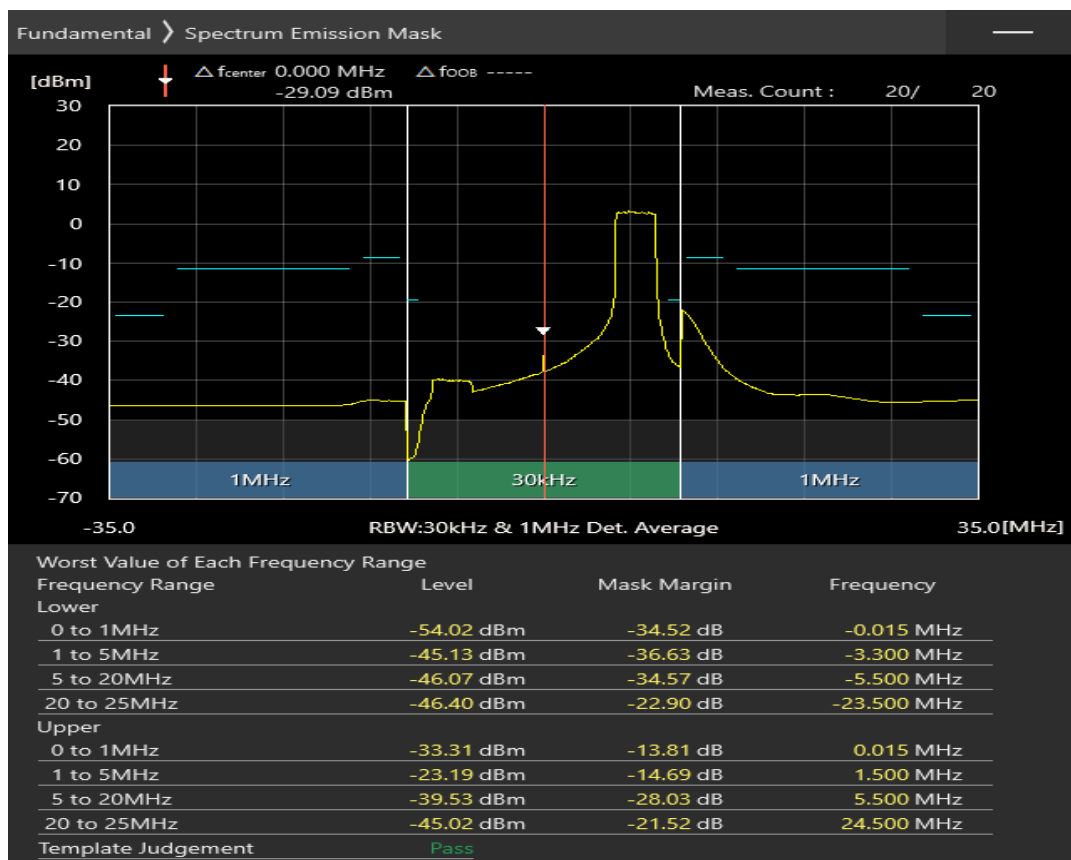 Fundamental ❯ Spectrum Emission Mask
[dBm] △ fcenter 0.000 MHz △ fOOB -----
-29.09 dBm Meas. Count : 20/ 20
30
20
10
0
-10
-20
-30
-40
-50
-60
-70
1MHz 30kHz 1MHz
-35.0 RBW:30kHz & 1MHz Det. Average 35.0[MHz]
Worst Value of Each Frequency Range
Frequency Range Level Mask Margin Frequency
Lower
0 to 1MHz -54.02 dBm -34.52 dB -0.015 MHz
1 to 5MHz -45.13 dBm -36.63 dB -3.300 MHz
5 to 20MHz -46.07 dBm -34.57 dB -5.500 MHz
20 to 25MHz -46.40 dBm -22.90 dB -23.500 MHz
Upper
0 to 1MHz -33.31 dBm -13.81 dB 0.015 MHz
1 to 5MHz -23.19 dBm -14.69 dB 1.500 MHz
5 to 20MHz -39.53 dBm -28.03 dB 5.500 MHz
20 to 25MHz -45.02 dBm -21.52 dB 24.500 MHz
Template Judgement Pass